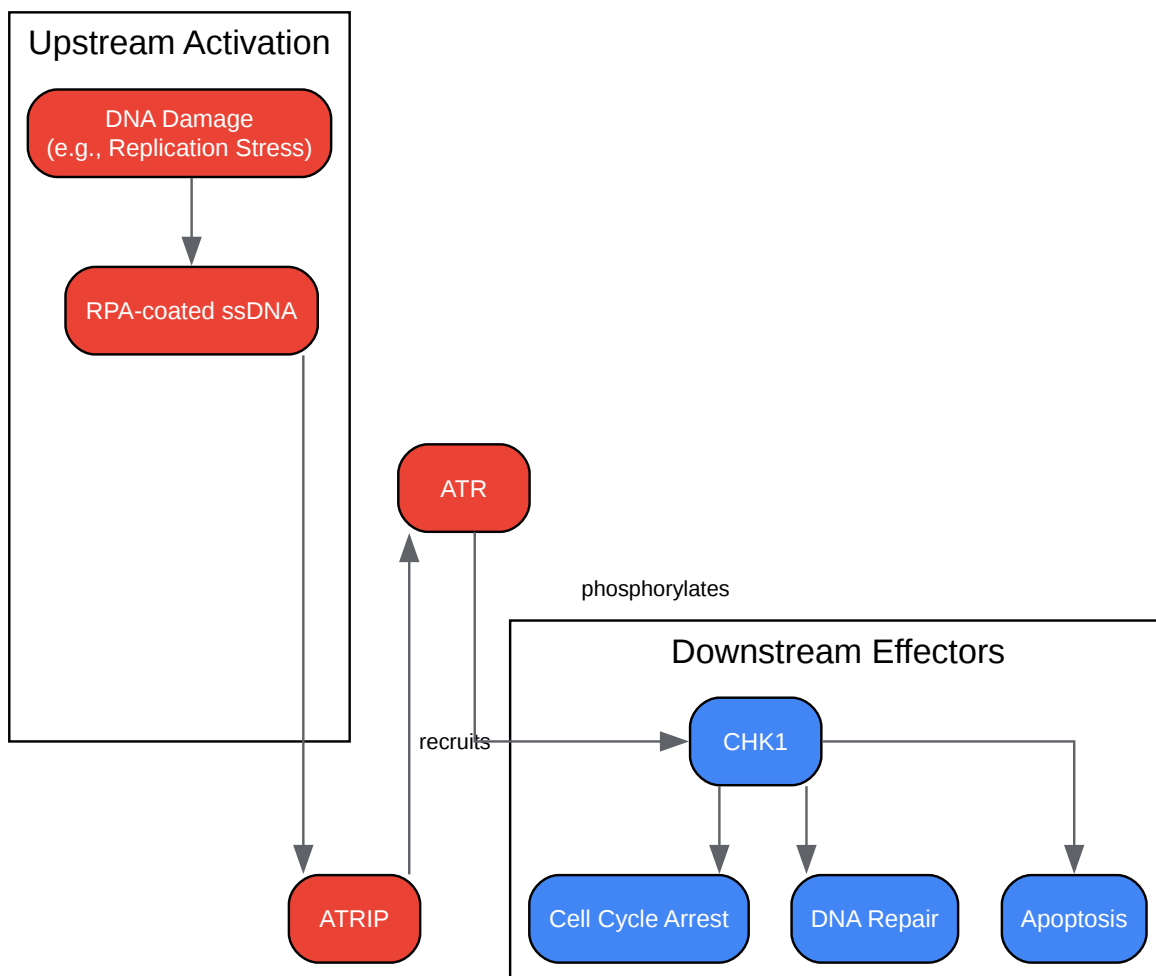 Upstream Activation
DNA Damage
(e.g., Replication Stress)
RPA-coated ssDNA
ATR
phosphorylates
Downstream Effectors
recruits
CHK1
ATRIP
Cell Cycle Arrest
DNA Repair
Apoptosis